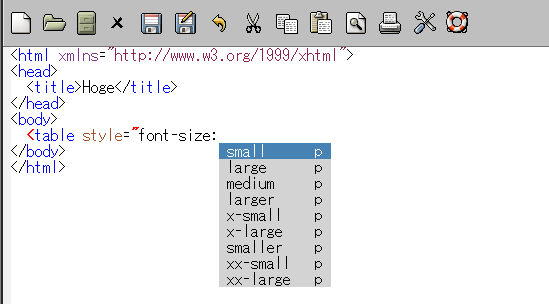 <html xmlns="http://www.w3.org/1999/xhtml">
<head>
<title>Hoge</title>
</head>
<body>
<table style="font-size:
</body>
</html>
small p
large p
medium p
larger p
x-small p
x-large p
smaller p
xx-small p
xx-large p